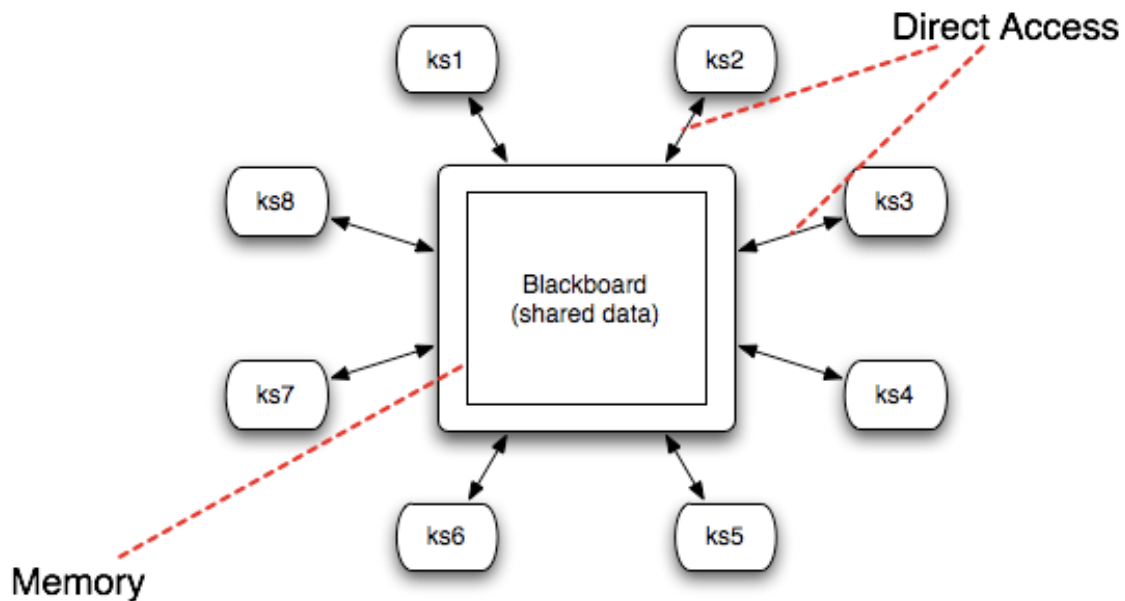 Direct Access
ks1
ks2
ks8
ks3
Blackboard
(shared data)
ks7
ks4
ks6
ks5
Memory